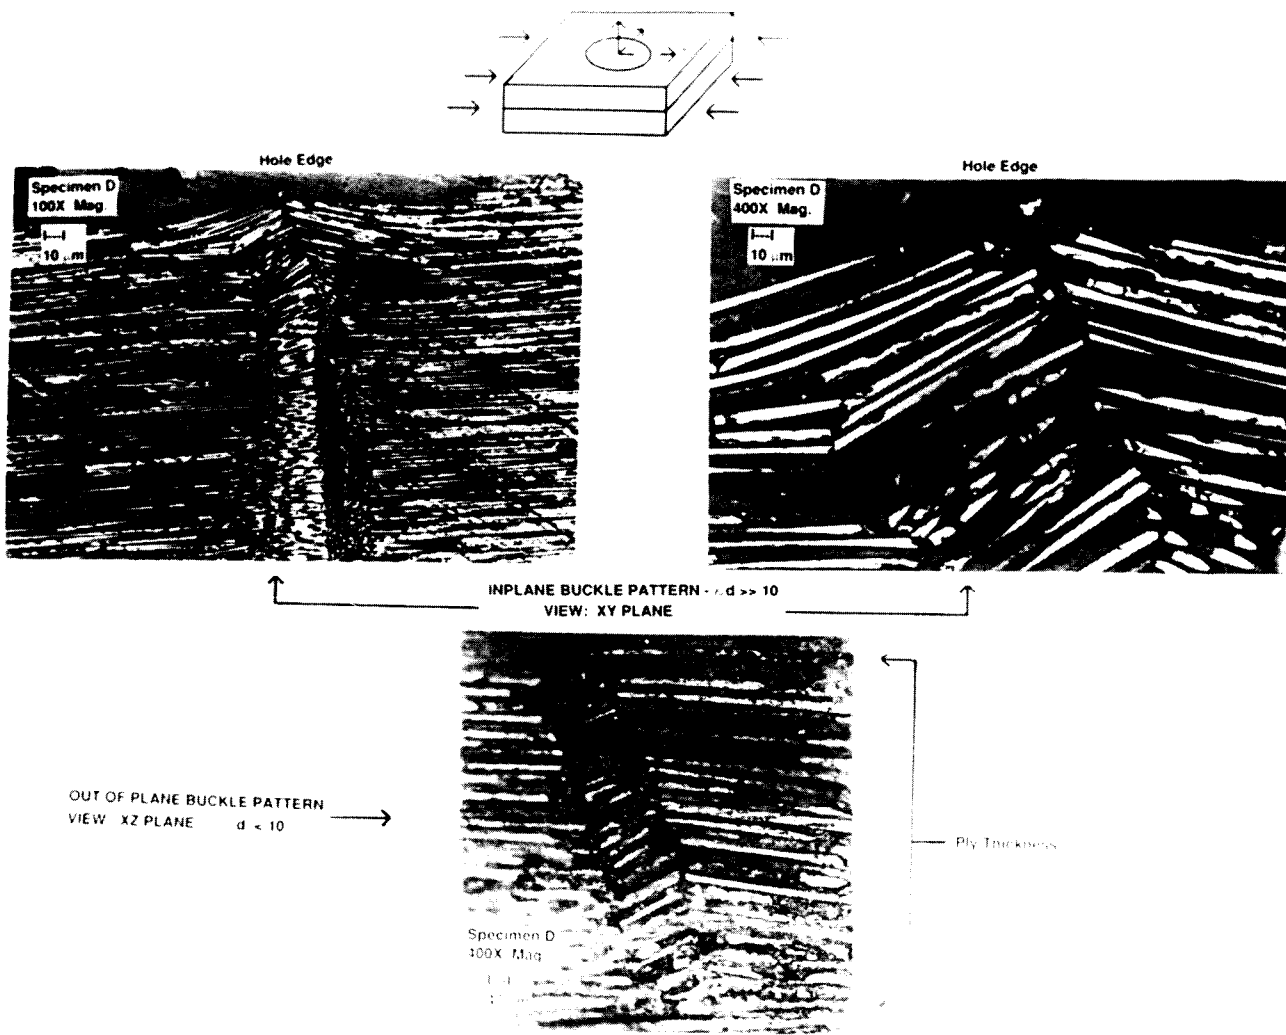 Hole Edge
Specimen D
100X Mag.
10 μm
Hole Edge
Specimen D
400X Mag.
10 μm
INPLANE BUCKLE PATTERN - d >> 10
VIEW: XY PLANE
OUT OF PLANE BUCKLE PATTERN
VIEW XZ PLANE d < 10
Ply Thickness
Specimen D
400X Mag